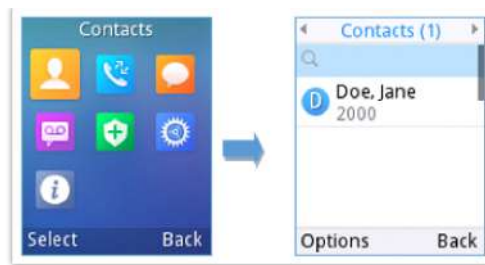 Contacts
Select Back
Contacts (1)
D
Doe, Jane
2000
Options Back